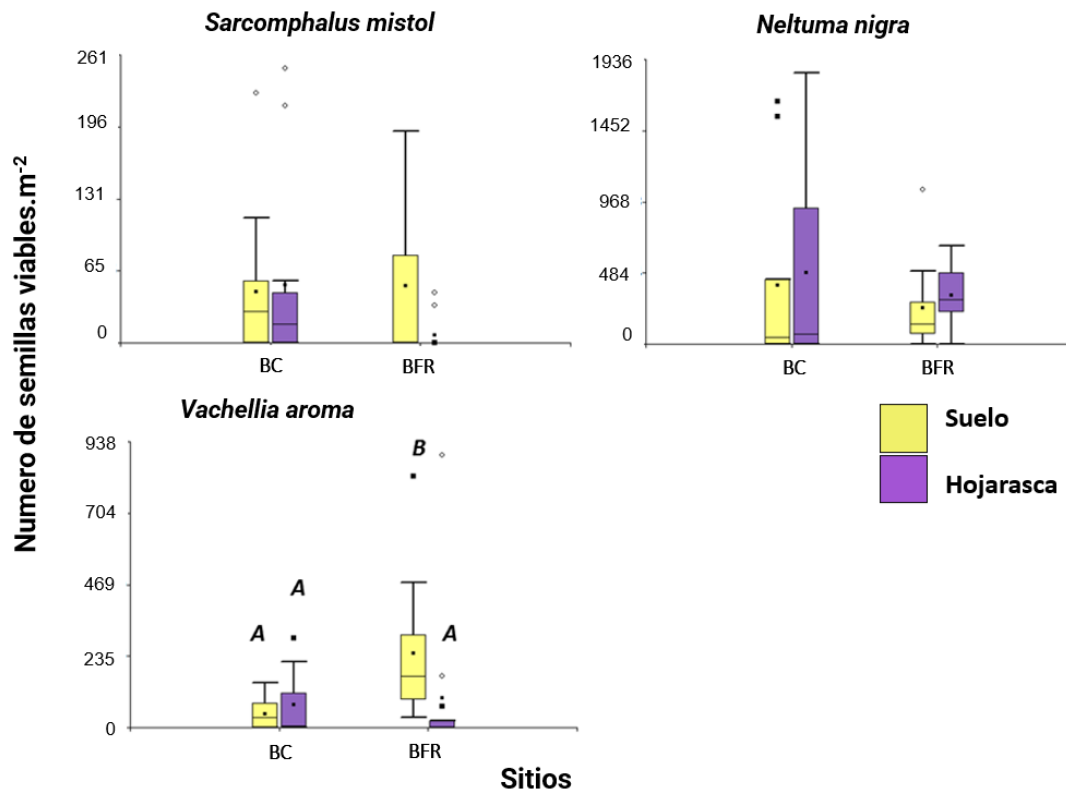 Sarcomphalus mistol
Neltuma nigra
Numero de semillas viables.m⁻²
261
196
131
65
0
BC
BFR
1936
1452
968
484
0
BC
BFR
Vachellia aroma
938
704
469
235
0
A
A
B
A
BC
BFR
Suelo
Hojarasca
Sitios